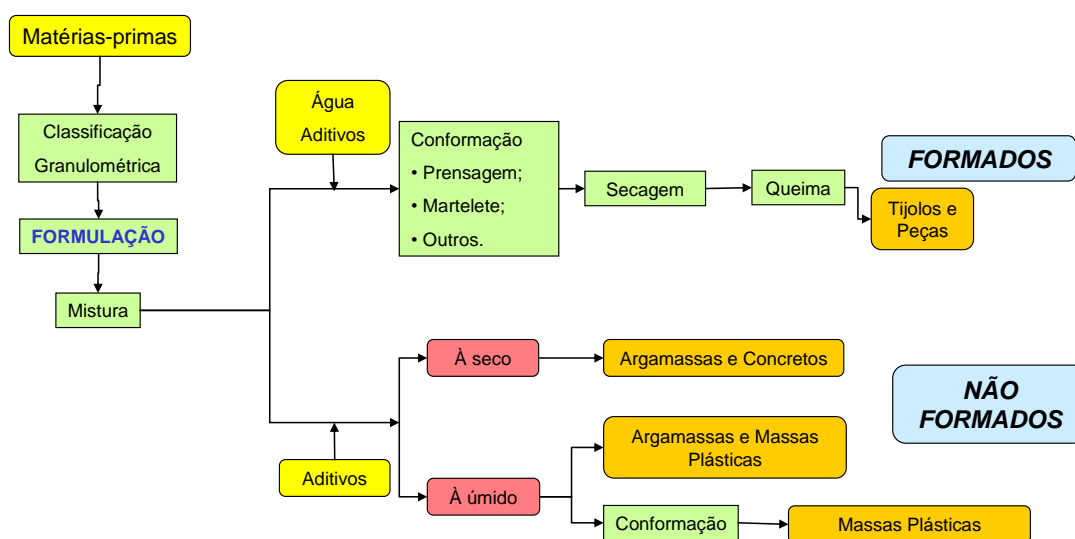 Matérias-primas
Classificação
Granulométrica
FORMULAÇÃO
Mistura
Água
Aditivos
Conformação
• Prensagem;
• Martelete;
• Outros.
Secagem
Queima
FORMADOS
Tijolos e
Peças
À seco
Argamassas e Concretos
NÃO
FORMADOS
Aditivos
À úmido
Argamassas e Massas
Plásticas
Conformação
Massas Plásticas